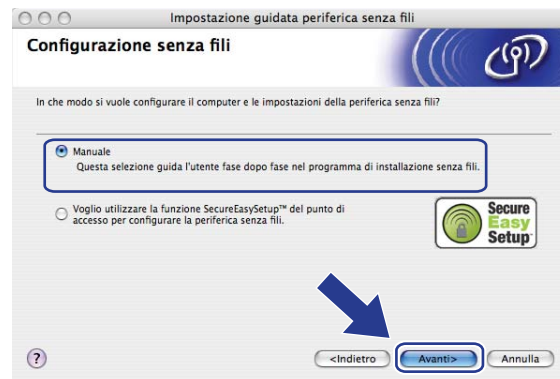 Impostazione guidata periferica senza fili
Configurazione senza fili
In che modo si vuole configurare il computer e le impostazioni della periferica senza fili?
Manuale
Questa selezione guida l'utente fase dopo fase nel programma di installazione senza fili.
Voglio utilizzare la funzione SecureEasySetup™ del punto di
accesso per configurare la periferica senza fili.
Secure
Easy
Setup™
?
<Indietro
Avanti>
Annulla